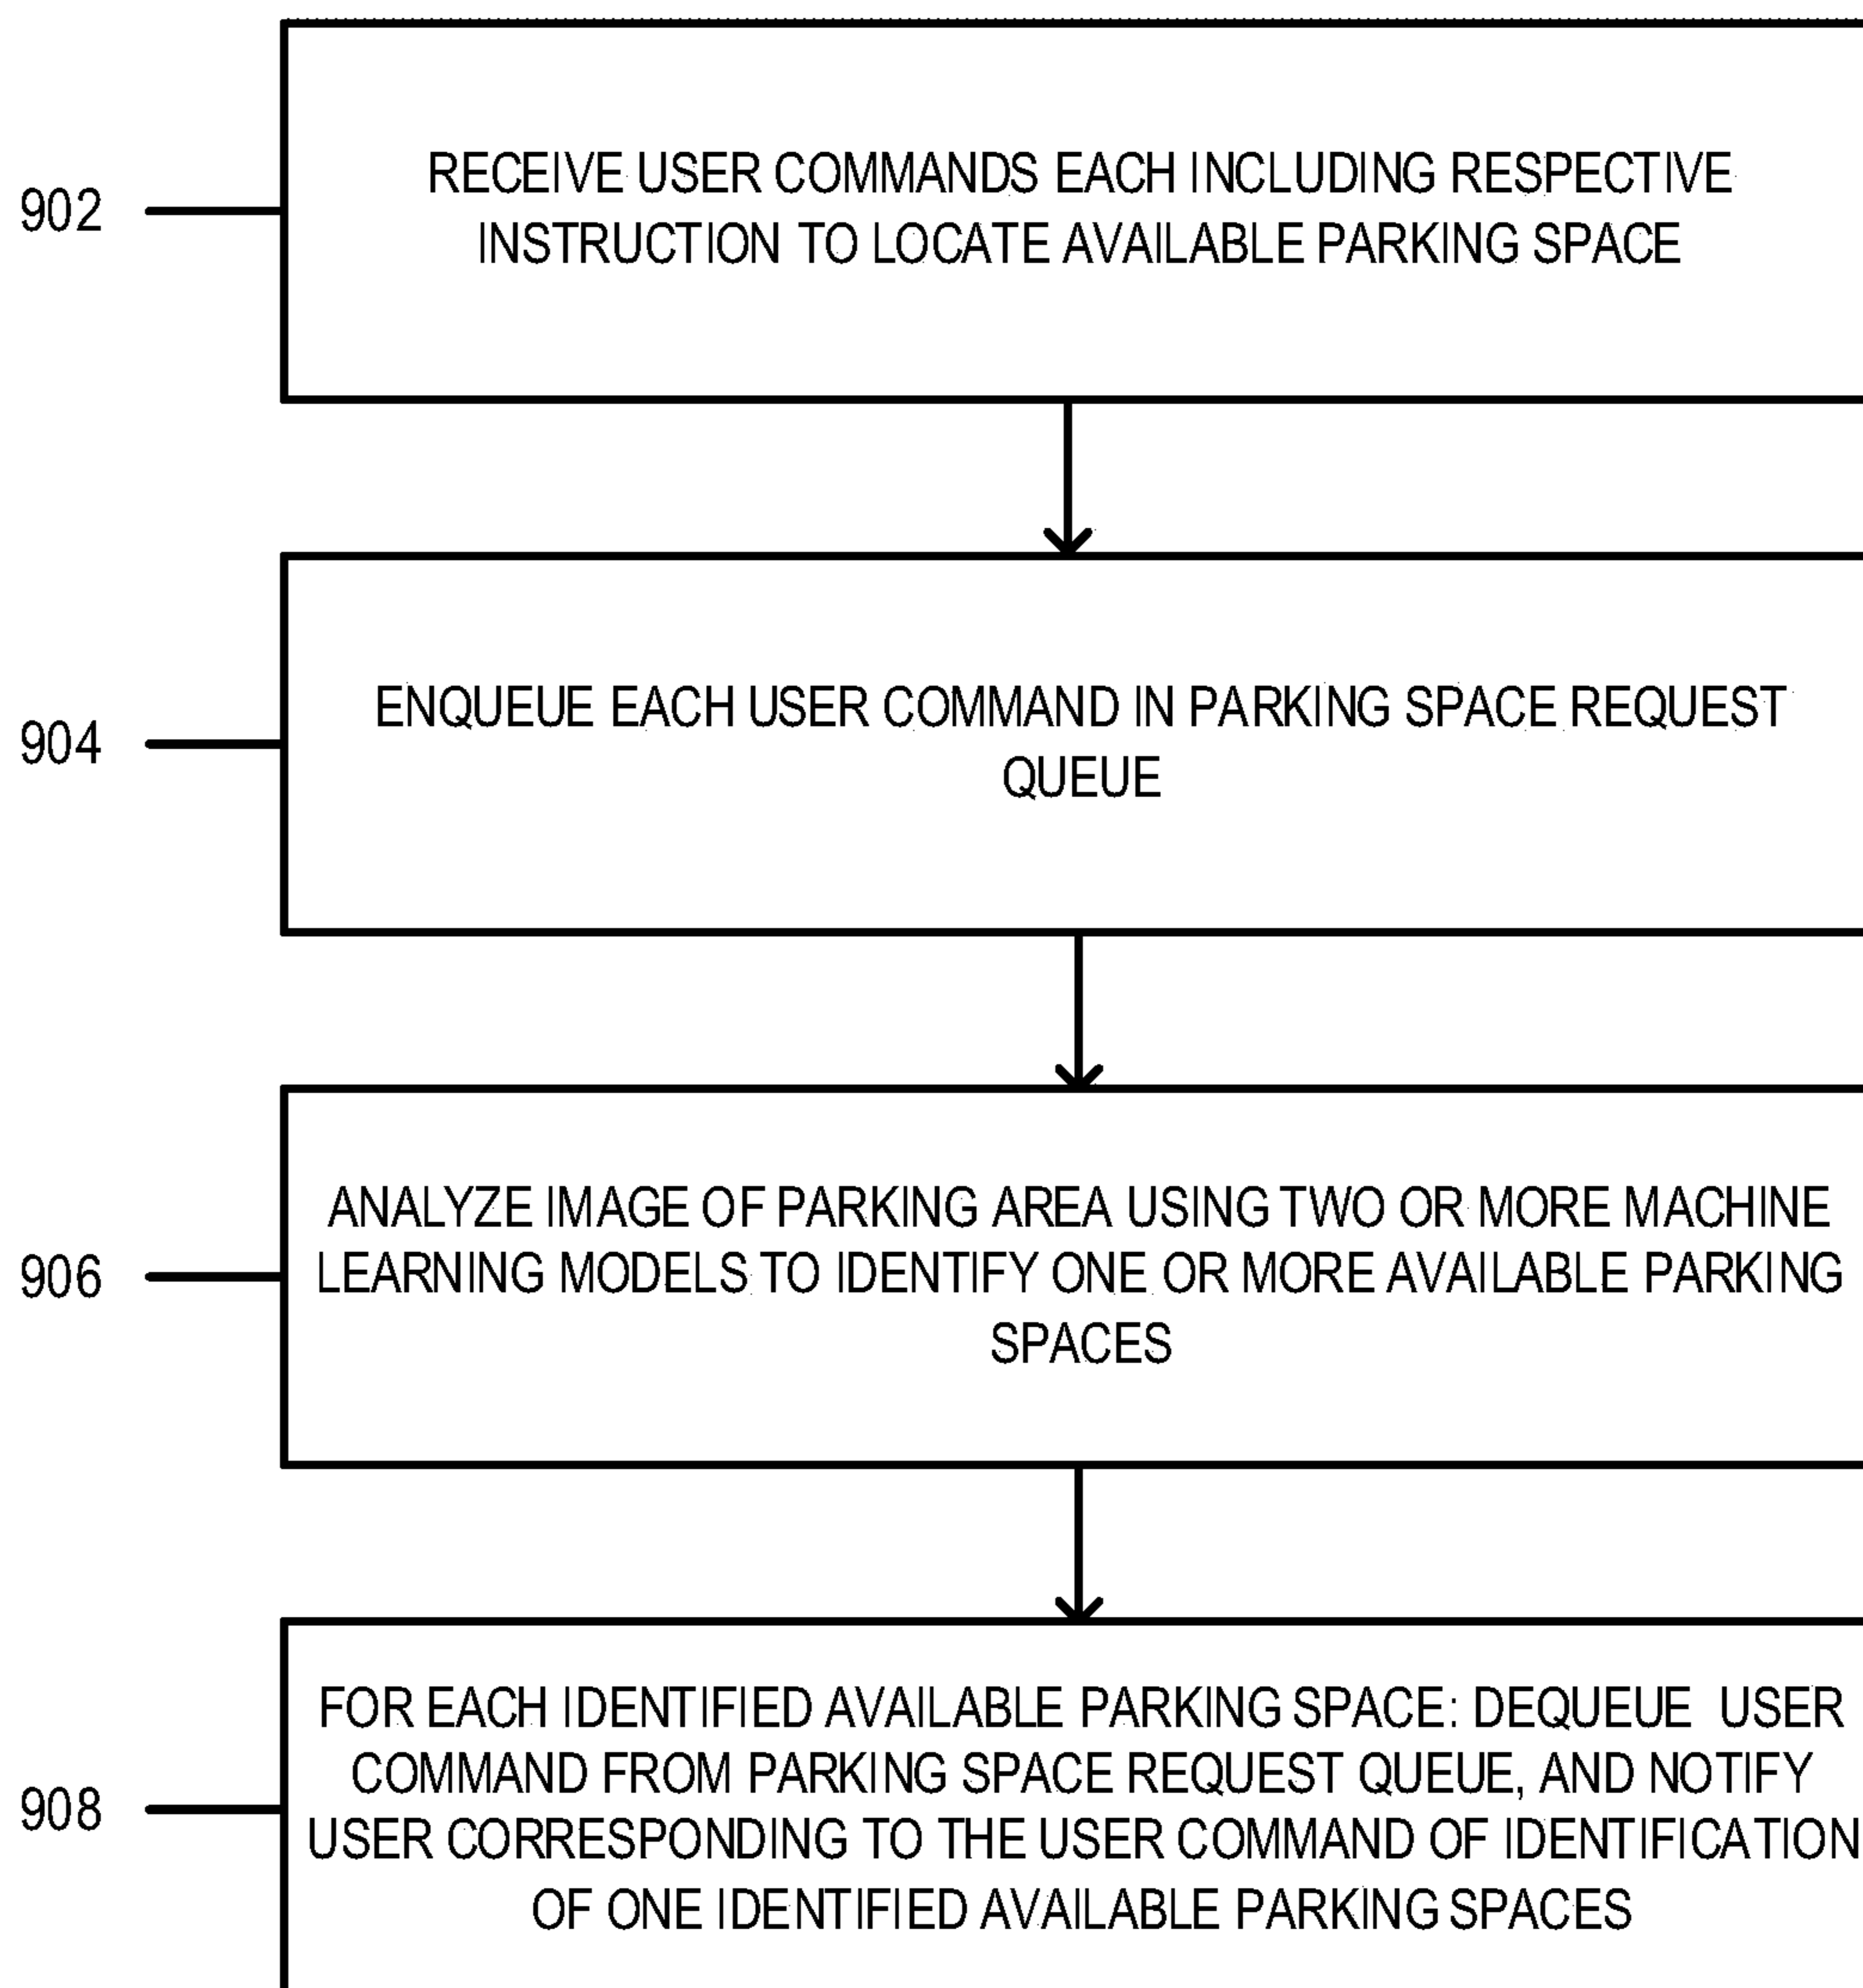 902
RECEIVE USER COMMANDS EACH INCLUDING RESPECTIVE
INSTRUCTION TO LOCATE AVAILABLE PARKING SPACE
904
ENQUEUE EACH USER COMMAND IN PARKING SPACE REQUEST
QUEUE
906
ANALYZE IMAGE OF PARKING AREA USING TWO OR MORE MACHINE
LEARNING MODELS TO IDENTIFY ONE OR MORE AVAILABLE PARKING
SPACES
908
FOR EACH IDENTIFIED AVAILABLE PARKING SPACE: DEQUEUE USER
COMMAND FROM PARKING SPACE REQUEST QUEUE, AND NOTIFY
USER CORRESPONDING TO THE USER COMMAND OF IDENTIFICATION
OF ONE IDENTIFIED AVAILABLE PARKING SPACES